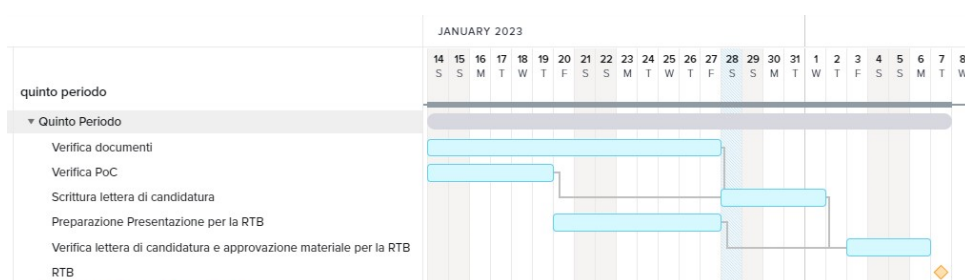 JANUARY 2023
14 15 16 17 18 19 20 21 22 23 24 25 26 27 28 29 30 31 1 2 3 4 5 6 7 8
S S M T W T F S S M T W T F S S M T W T F S S M T W
quinto periodo
Quinto Periodo
Verifica documenti
Verifica PoC
Scrittura lettera di candidatura
Preparazione Presentazione per la RTB
Verifica lettera di candidatura e approvazione materiale per la RTB
RTB